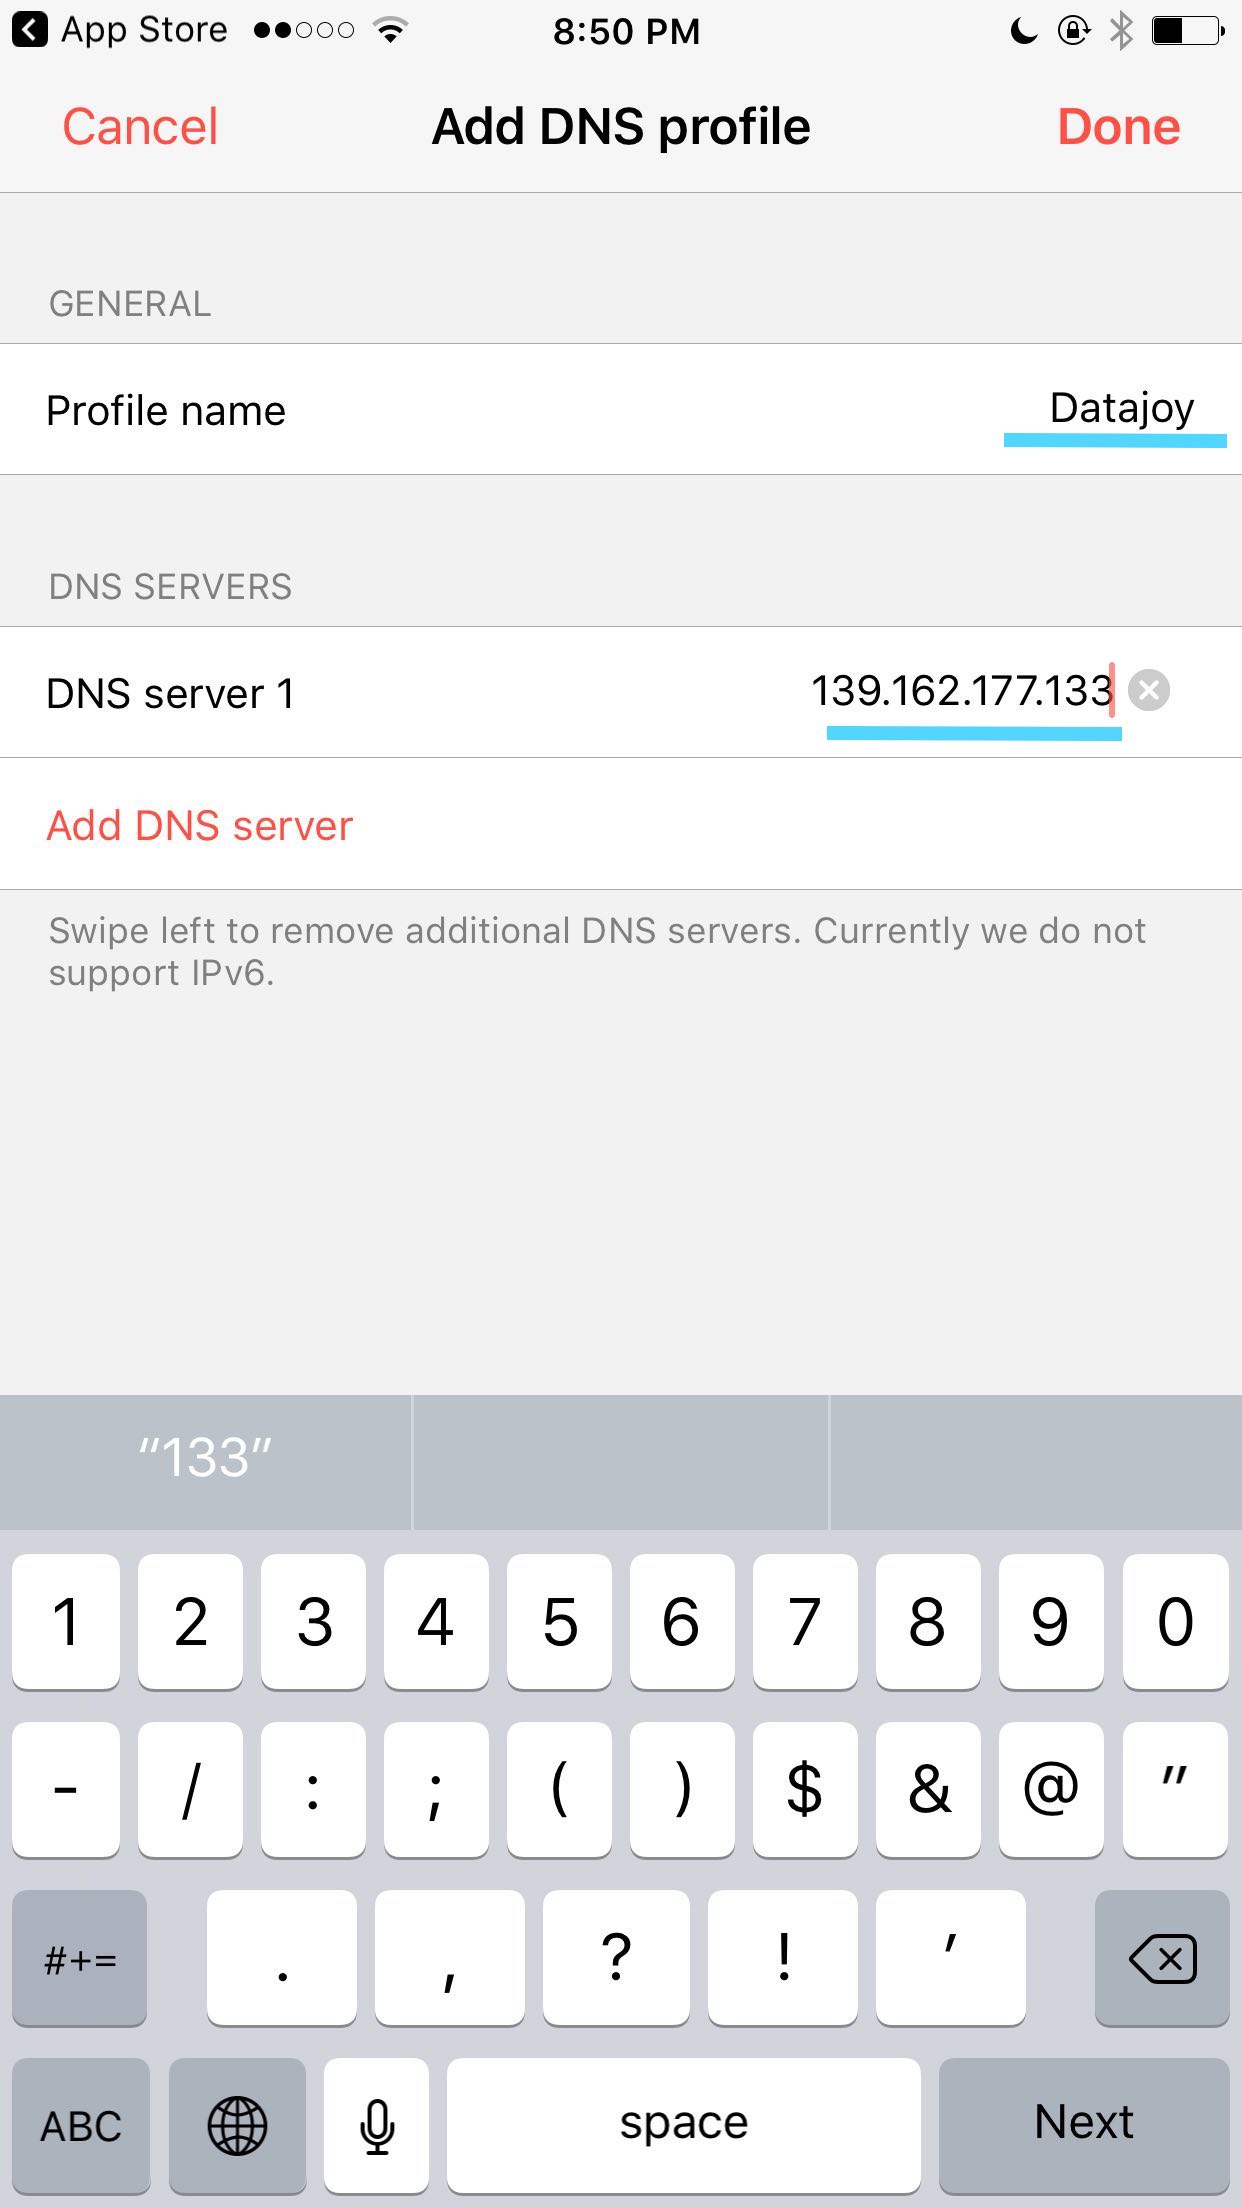 App Store 8:50 PM
Cancel Add DNS profile Done
GENERAL
Profile name Datajoy
DNS SERVERS
DNS server 1 139.162.177.133
Add DNS server
Swipe left to remove additional DNS servers. Currently we do not
support IPv6.
“133”
1 2 3 4 5 6 7 8 9 0
- / : ; ( ) $ & @ "
#+= . , ? ! '
ABC space Next